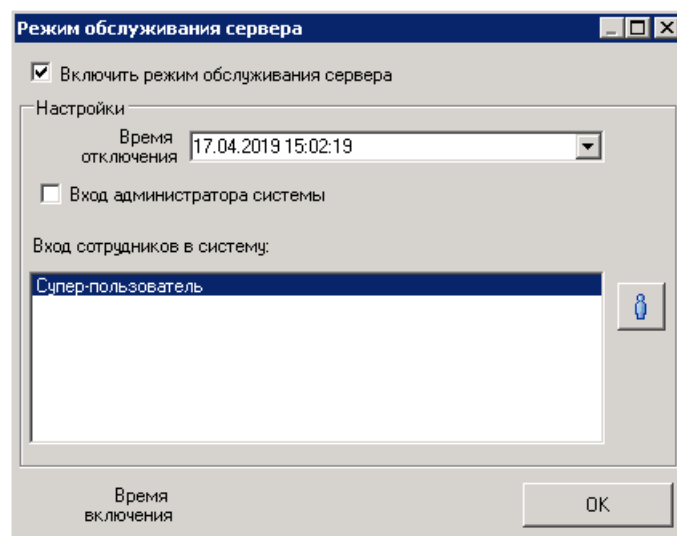 Режим обслуживания сервера
Включить режим обслуживания сервера
Настройки
Время
отключения
17.04.2019 15:02:19
Вход администратора системы
Вход сотрудников в систему:
Супер-пользователь
Время
включения
OK